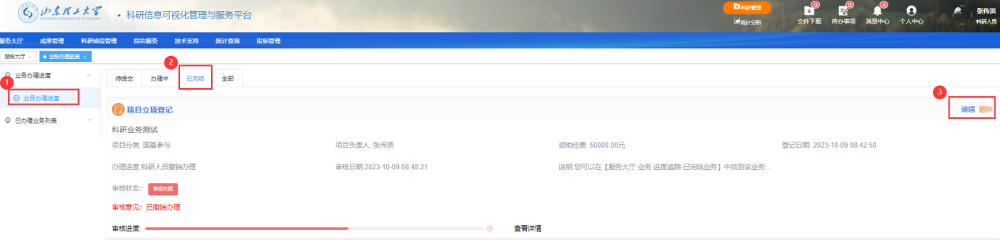 山东理工大学 · 科研信息可视化管理与服务平台
科研管理
统计分析
0 0 4
文件下载 待办事项 消息中心 个人中心
张传滨
科研人员
服务大厅 成果管理 科研诚信管理 综合服务 技术支持 统计查询 投标管理
服务大厅 × 业务办理进度 ×
业务办理进度
1
业务办理进度
已办理业务列表
2
待提交 办理中 已完结 全部
3
项目立项登记 编辑 删除
科研业务测试
项目分类: 国基参与 项目负责人: 张传滨 资助经费: 50000.00元 登记日期: 2023-10-09 08:42:50
办理进度:科研人员撤销办理 审核日期:2023-10-09 08:48:21 说明:您可以在【服务大厅-业务 进度追踪-已完结业务】中找到该业务...
审核状态: 审核失败
审核意见: 已撤销办理
审核进度: 查看详情